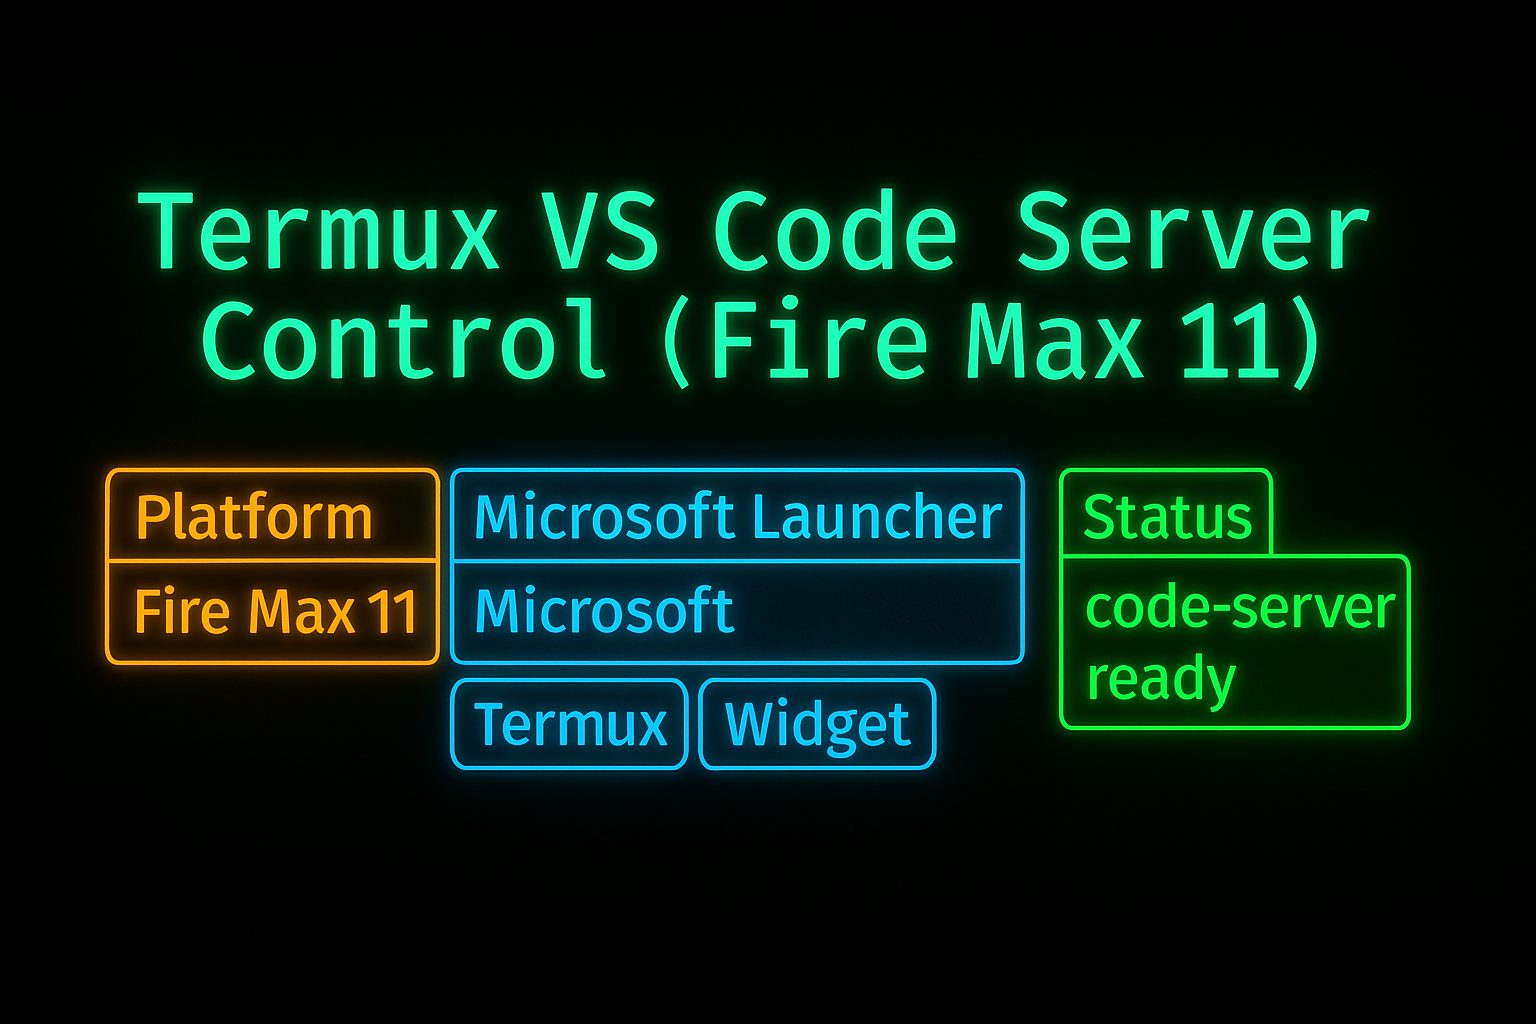 Termux VS Code Server
Control (Fire Max 11)
Platform
Fire Max 11
Microsoft Launcher
Microsoft
Termux
Widget
Status
code-server
ready